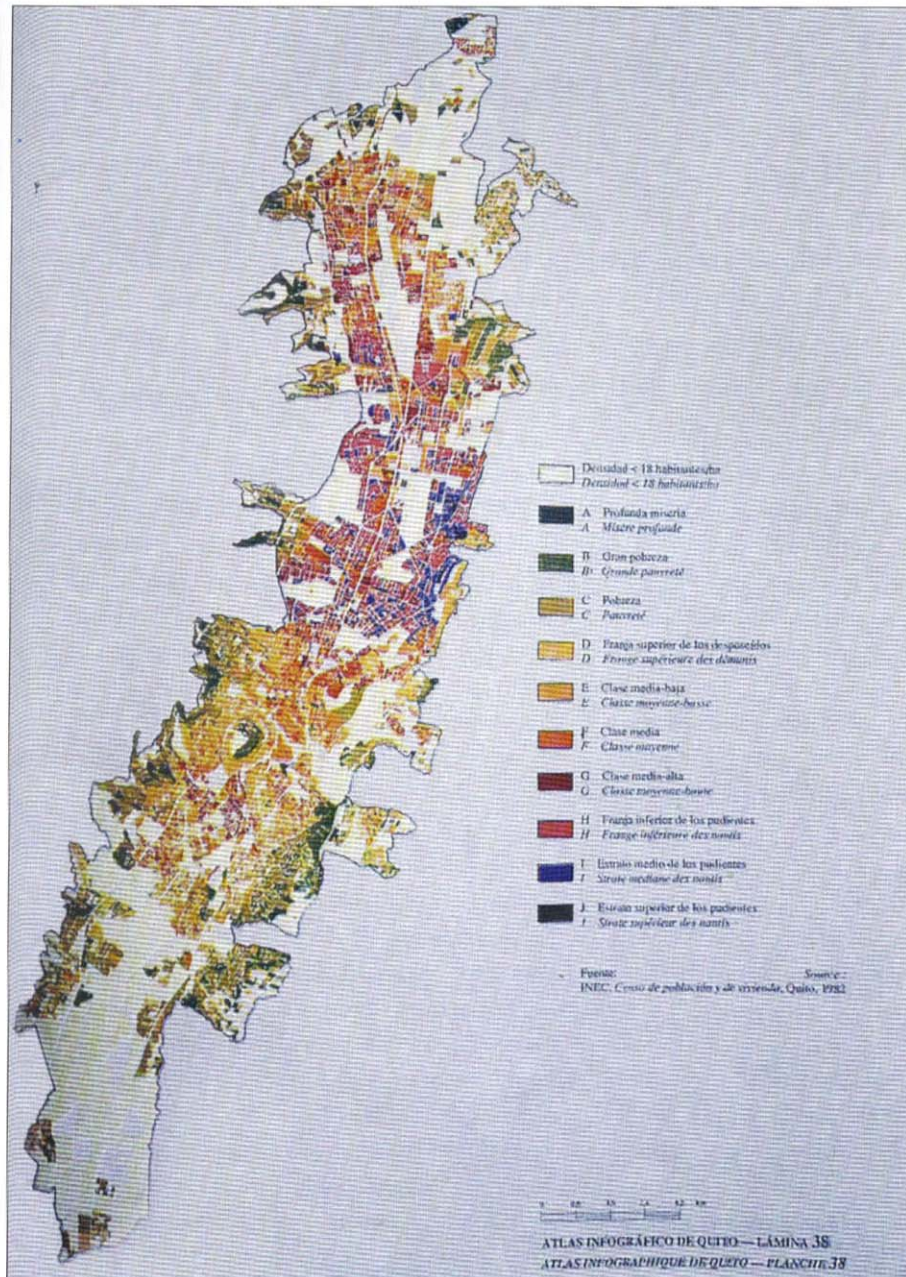 Densidad < 18 habitantes/ha
Densidad < 18 habitants/ha
A Profunda miseria
A Misère profonde
B Gran pobreza
B Grande pauvreté
C Pobreza
C Pauvreté
D Franja superior de los desposeídos
D Frange supérieure des démunis
E Clase media-baja
E Classe moyenne-basse
F Clase media
F Classe moyenne
G Clase media-alta
G Classe moyenne-haute
H Franja inferior de los pudientes
H Frange inférieure des nantis
I Estrato medio de los pudientes
I Strate médiane des nantis
J Estrato superior de los pudientes
J Strate supérieur des nantis
Fuente: Source:
INEC, Censo de población y de vivienda, Quito, 1982
0 km
ATLAS INFOGRÁFICO DE QUITO — LÁMINA 38
ATLAS INFOGRAPHIQUE DE QUITO — PLANCHE 38